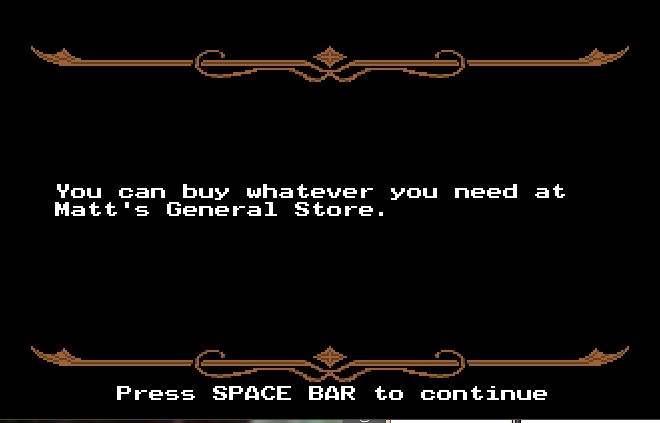 You can buy whatever you need at
Matt's General Store.
Press SPACE BAR to continue